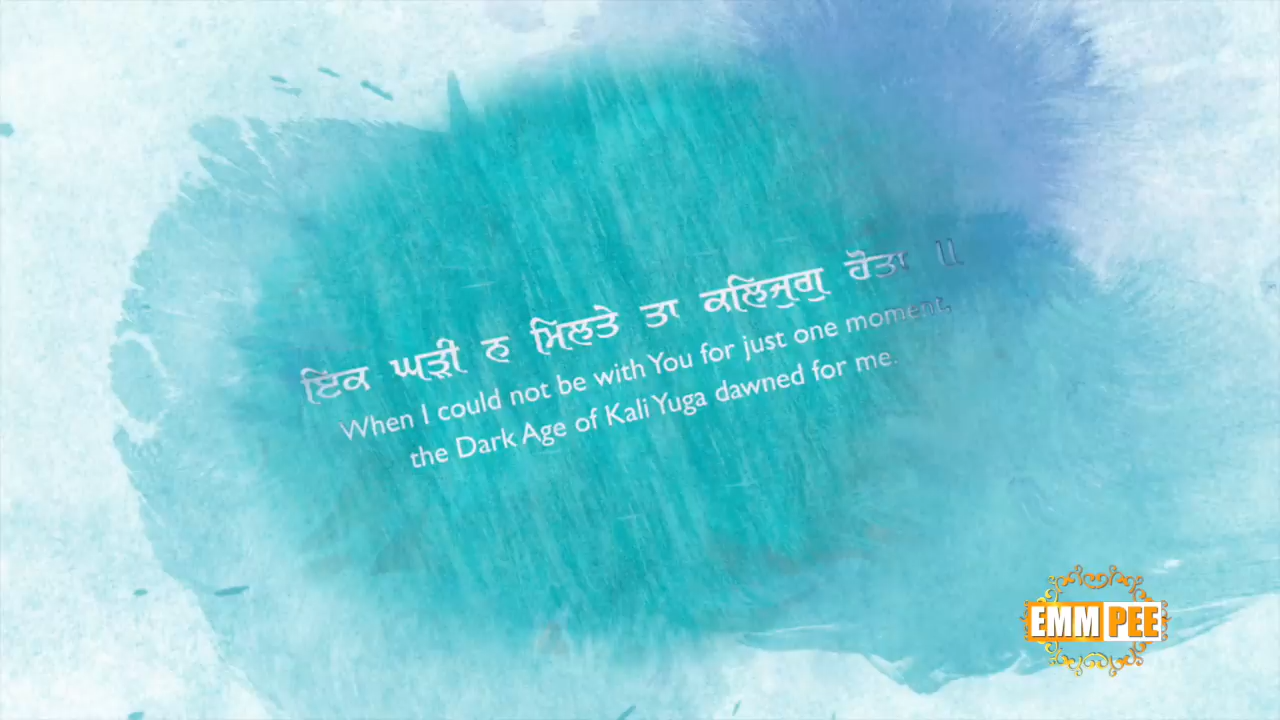 ਇਕ ਘੜੀ ਨ ਮਿਲਤੇ ਤਾ ਕਲਿਜੁਗੁ ਹੋਤਾ ॥
When I could not be with You for just one moment,
the Dark Age of Kali Yuga dawned for me.
EMM PEE